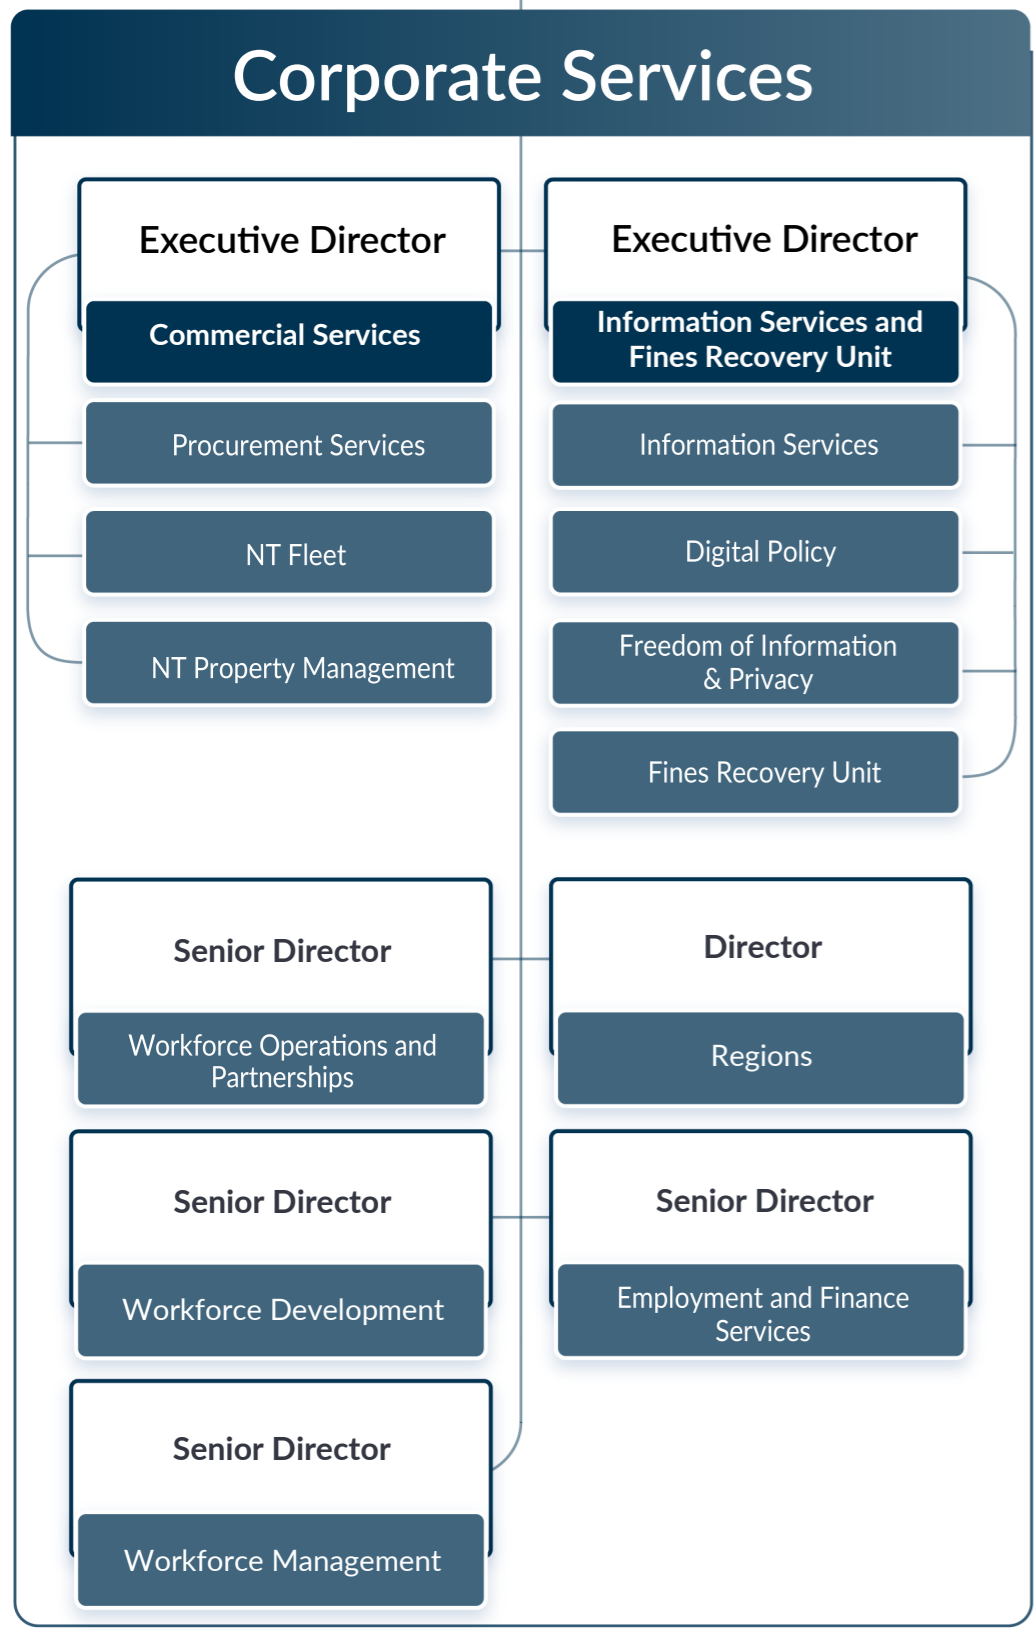 Corporate Services
Executive Director
Commercial Services
Procurement Services
NT Fleet
NT Property Management
Executive Director
Information Services and
Fines Recovery Unit
Information Services
Digital Policy
Freedom of Information
& Privacy
Fines Recovery Unit
Senior Director
Workforce Operations and
Partnerships
Director
Regions
Senior Director
Workforce Development
Senior Director
Employment and Finance
Services
Senior Director
Workforce Management